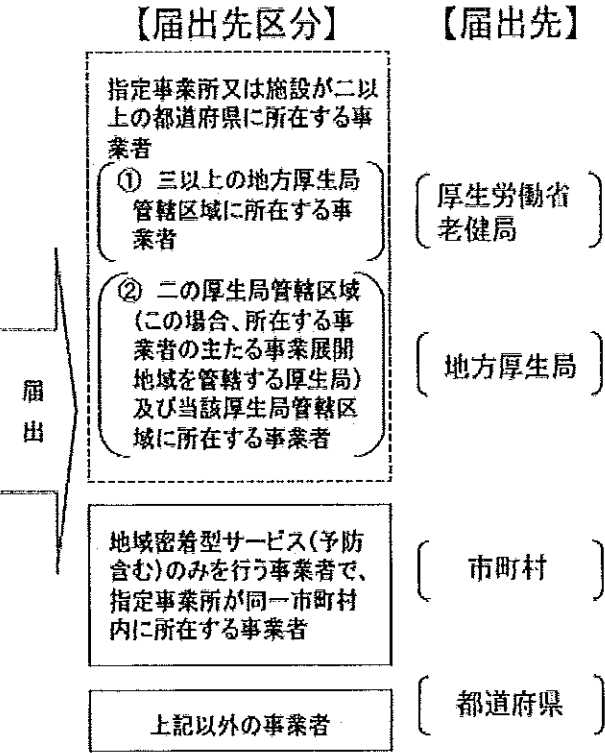 【届出先区分】
【届出先】
指定事業所又は施設が二以
上の都道府県に所在する事
業者
① 三以上の地方厚生局
管轄区域に所在する事
業者
厚生労働省
老健局
② 二の厚生局管轄区域
(この場合、所在する事
業者の主たる事業展開
地域を管轄する厚生局)
及び当該厚生局管轄区
域に所在する事業者
地方厚生局
届
出
地域密着型サービス(予防
含む)のみを行う事業者で、
指定事業所が同一市町村
内に所在する事業者
市町村
上記以外の事業者
都道府県